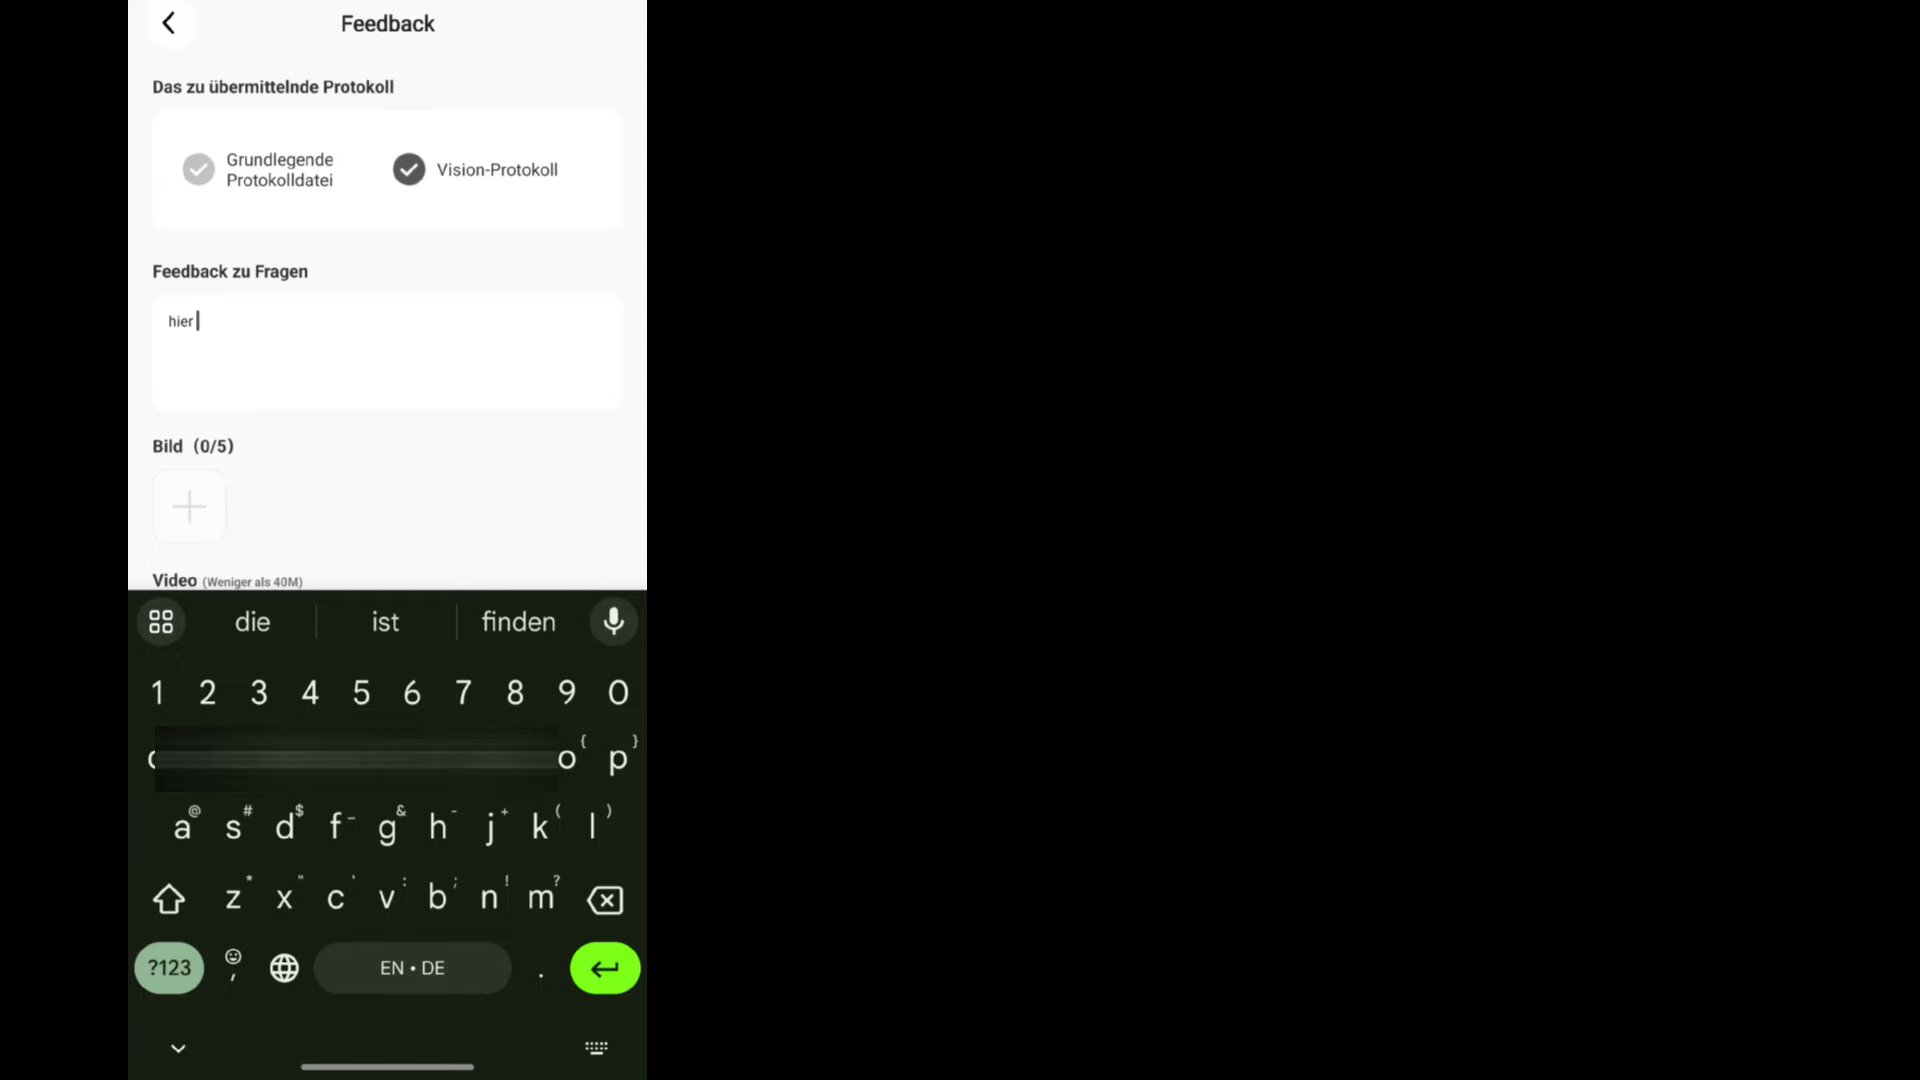 Feedback
Das zu übermittelnde Protokoll
Grundlegende
Protokolldatei
Vision-Protokoll
Feedback zu Fragen
hier
Bild (0/5)
Video (Weniger als 40M)
die ist finden
1 2 3 4 5 6 7 8 9 0
o { p }
a @ s # d $ f - g & h - j + k ( l )
z * x " c ' v : b ; n ! m ?
?123 , EN • DE .